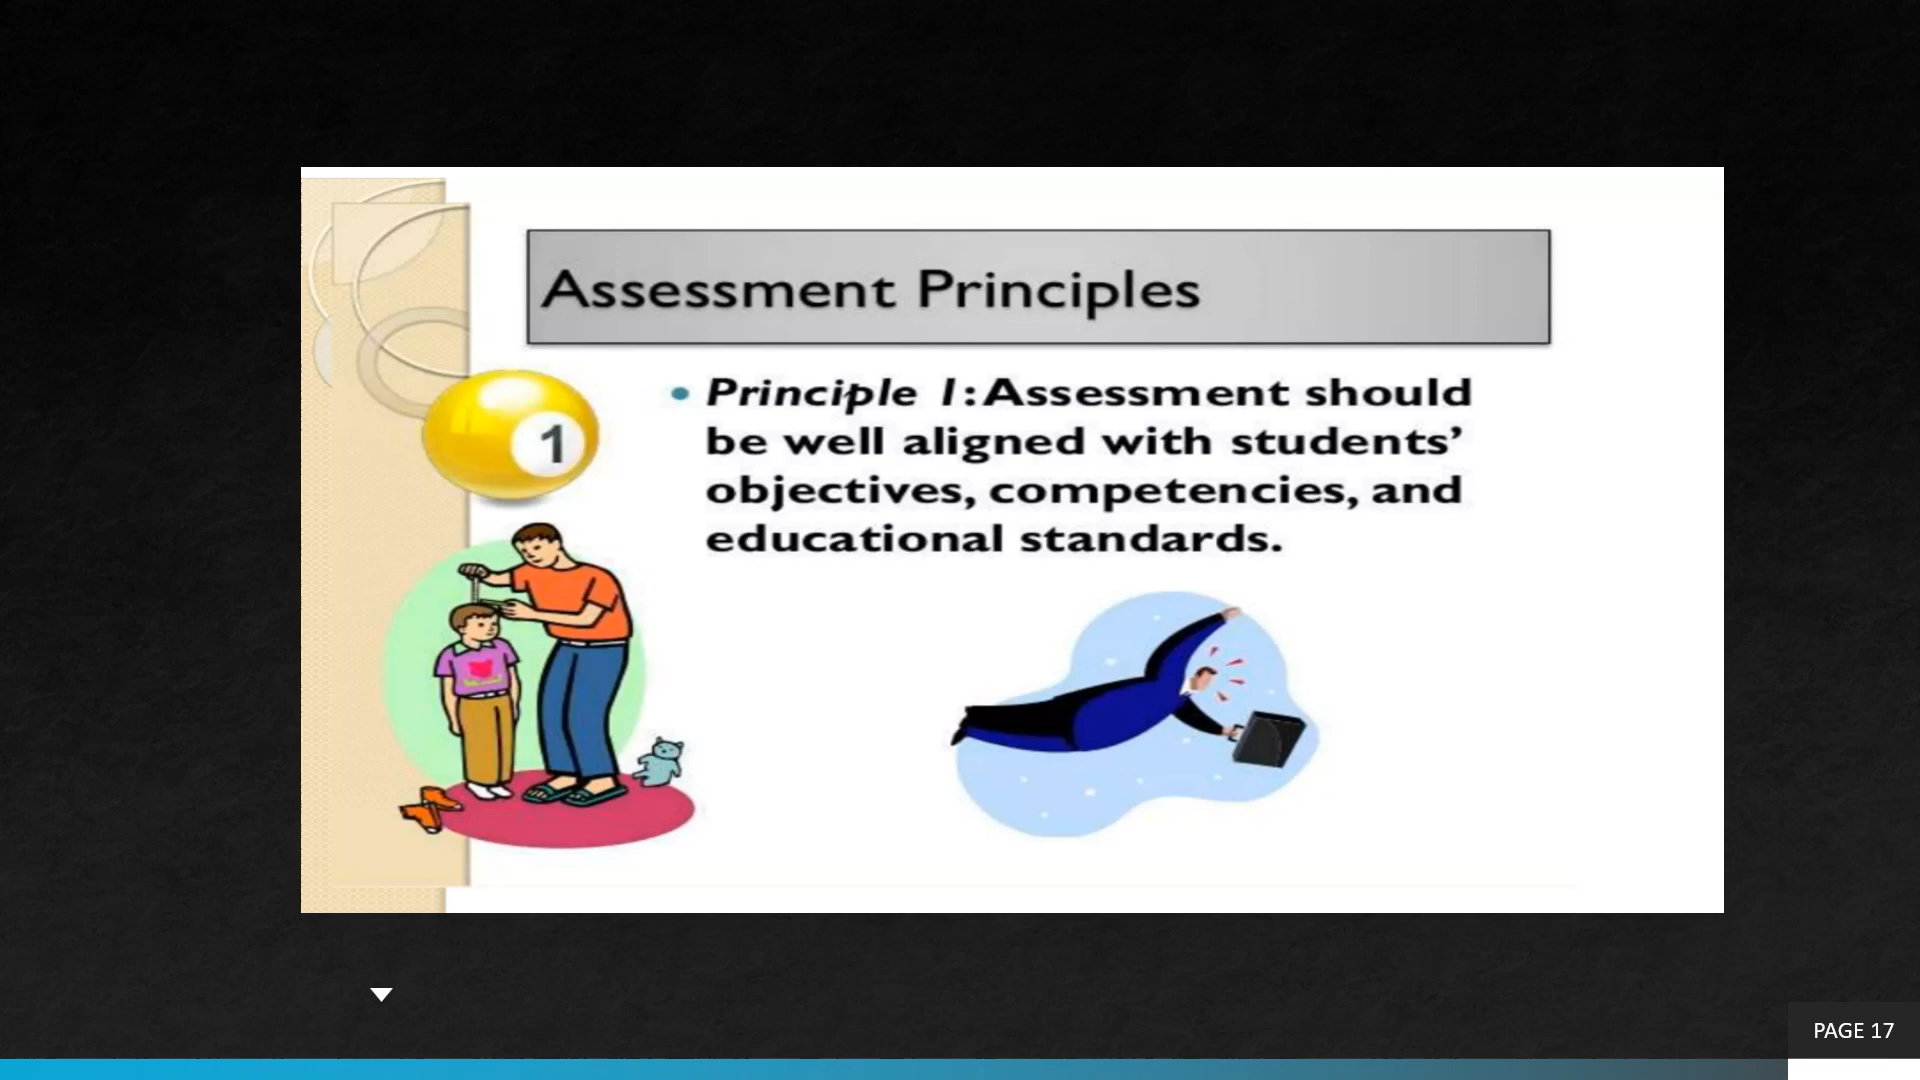 Assessment Principles
1
• Principle 1: Assessment should
be well aligned with students’
objectives, competencies, and
educational standards.
PAGE 17